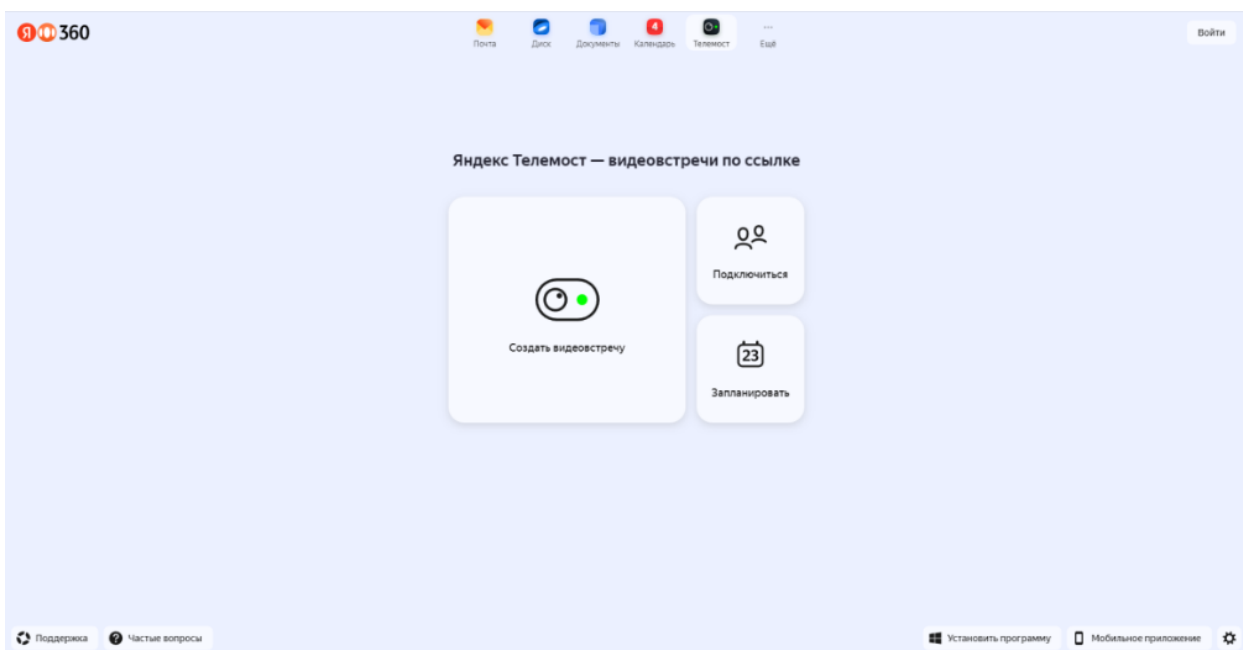 Я 360
4
Почта Диск Документы Календарь Телемост Ещё
Войти
Яндекс Телемост — видеовстречи по ссылке
Создать видеовстречу
Подключиться
23
Запланировать
Поддержка
Частые вопросы
Установить программу
Мобильное приложение